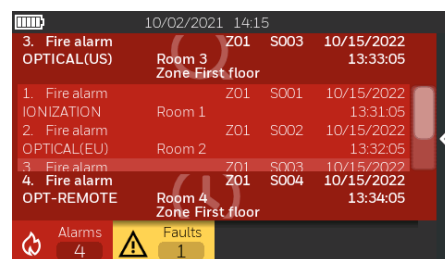 10/02/2021 14:15
3. Fire alarm Z01 S003 10/15/2022
OPTICAL(US) Room 3 13:33:05
Zone First floor
1. Fire alarm Z01 S001 10/15/2022
IONIZATION Room 1 13:31:05
2. Fire alarm Z01 S002 10/15/2022
OPTICAL(EU) Room 2 13:32:05
3 Fire alarm Z01 S003 10/15/2022
4. Fire alarm Z01 S004 10/15/2022
OPT-REMOTE Room 4 13:34:05
Zone First floor
Alarms Faults
4 1